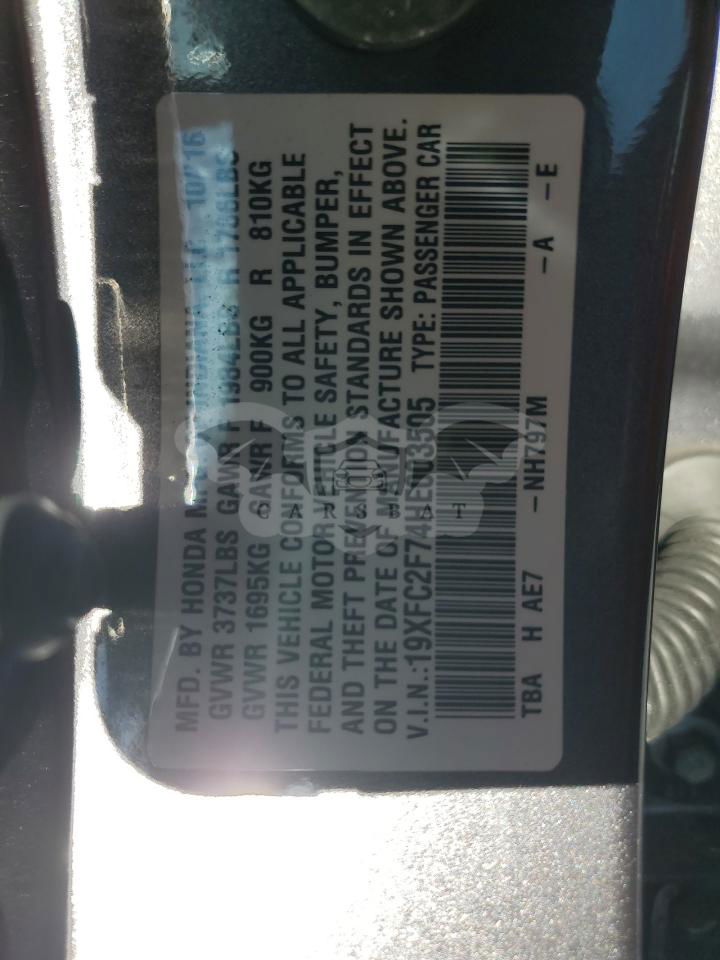 MFD. BY HONDA 10/16
GVWR 3737LBS GAWR F R
GVWR 1695KG GAWR F 900KG R 810KG
THIS VEHICLE CONFORMS TO ALL APPLICABLE
FEDERAL MOTOR VEHICLE SAFETY, BUMPER,
AND THEFT PREVENTION STANDARDS IN EFFECT
ON THE DATE OF MANUFACTURE SHOWN ABOVE.
V.I.N.: TYPE: PASSENGER CAR
TBA H AE7 -NH797M -A -E
CARSBAT